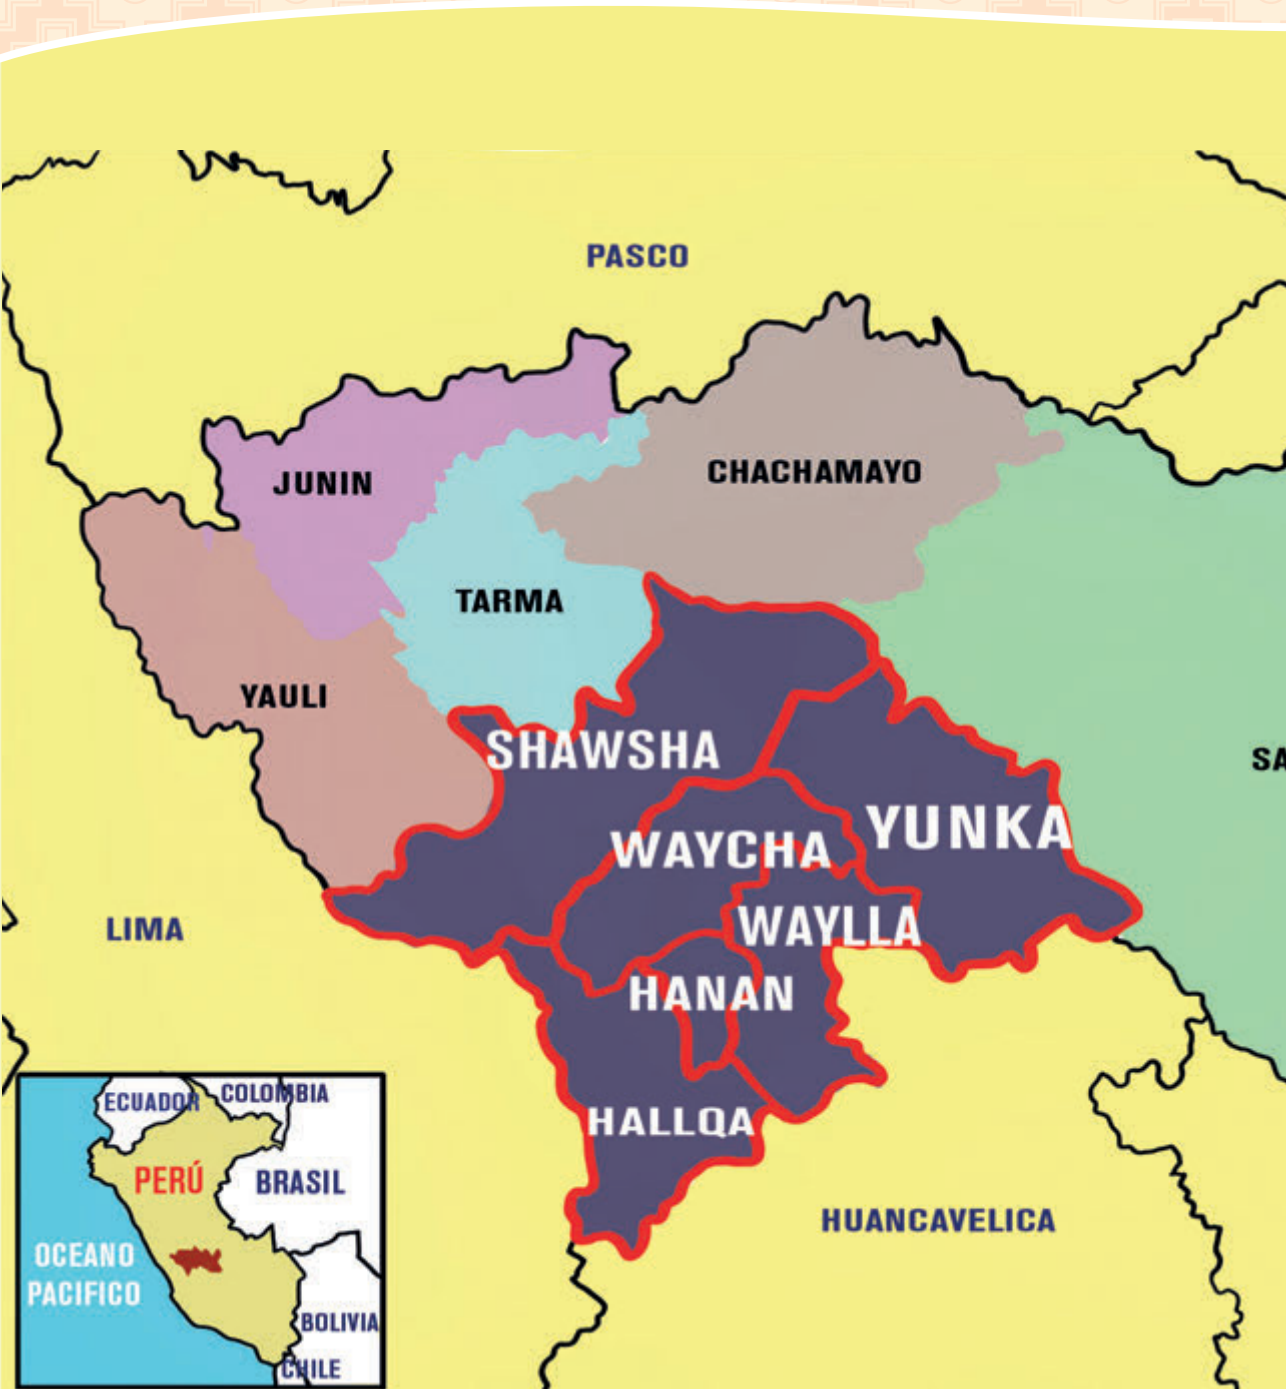 PASCO
JUNIN
CHACHAMAYO
TARMA
YAULI
SHAWSHA
SA
YUNKA
WAYCHA
LIMA
WAYLLA
HANAN
HALLQA
HUANCAVELICA
ECUADOR
COLOMBIA
PERÚ
BRASIL
OCEANO
PACIFICO
BOLIVIA
CHILE